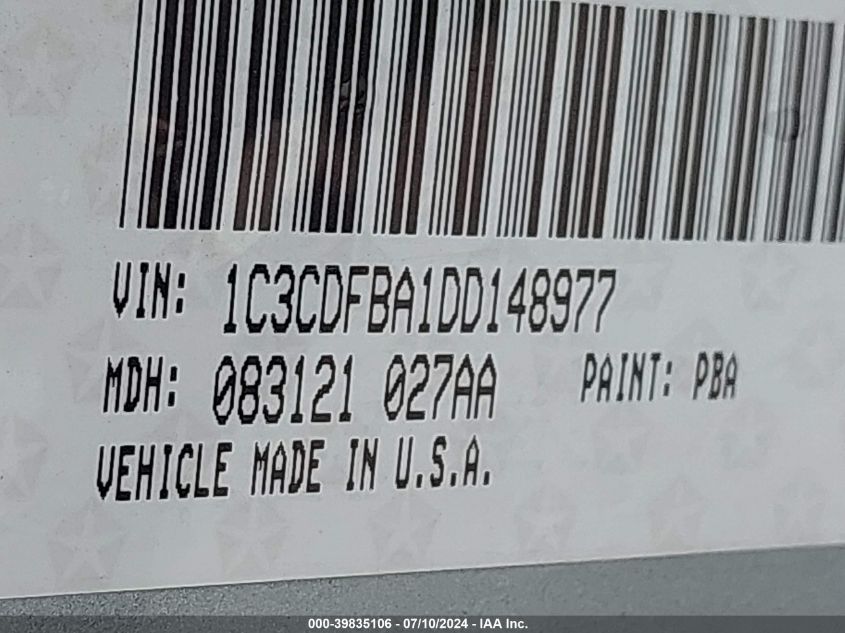 VIN: 1C3CDFBA1DD148977
MDH: 083121 027AA PAINT: PBA
VEHICLE MADE IN U.S.A.
000-39835106 - 07/10/2024 - IAA Inc.